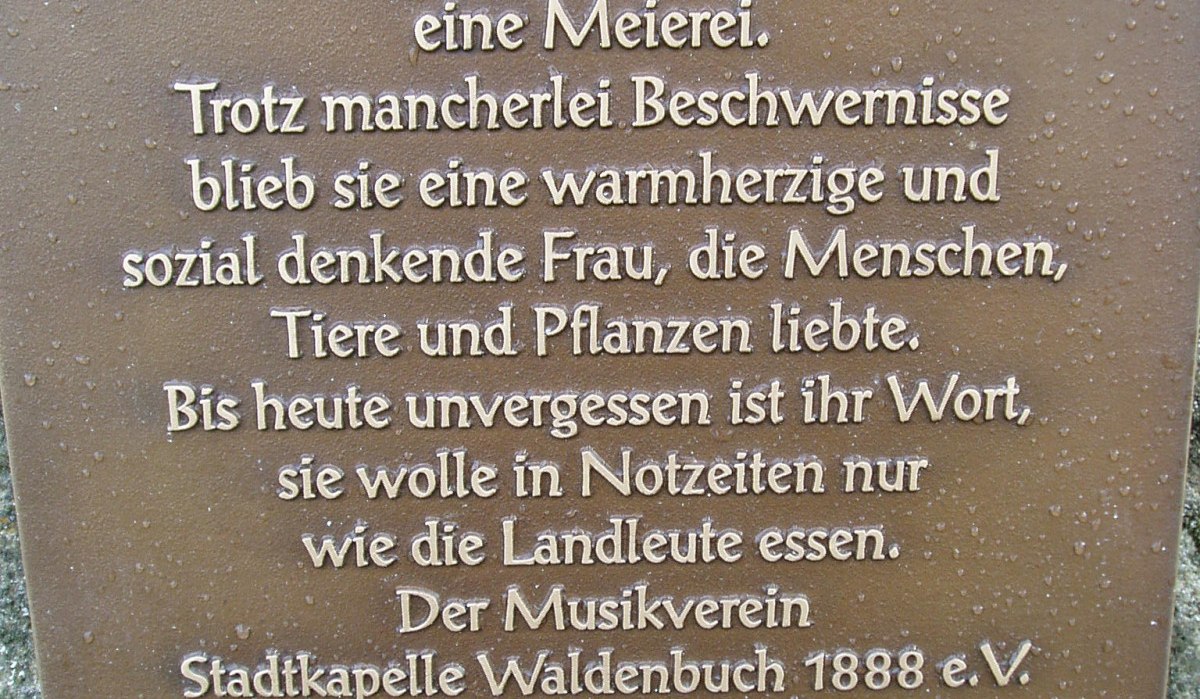 eine Meierei.
Trotz mancherlei Beschwernisse
blieb sie eine warmherzige und
sozial denkende Frau, die Menschen,
Tiere und Pflanzen liebte.
Bis heute unvergessen ist ihr Wort,
sie wolle in Notzeiten nur
wie die Landleute essen.
Der Musikverein
Stadtkapelle Waldenbuch 1888 e.V.